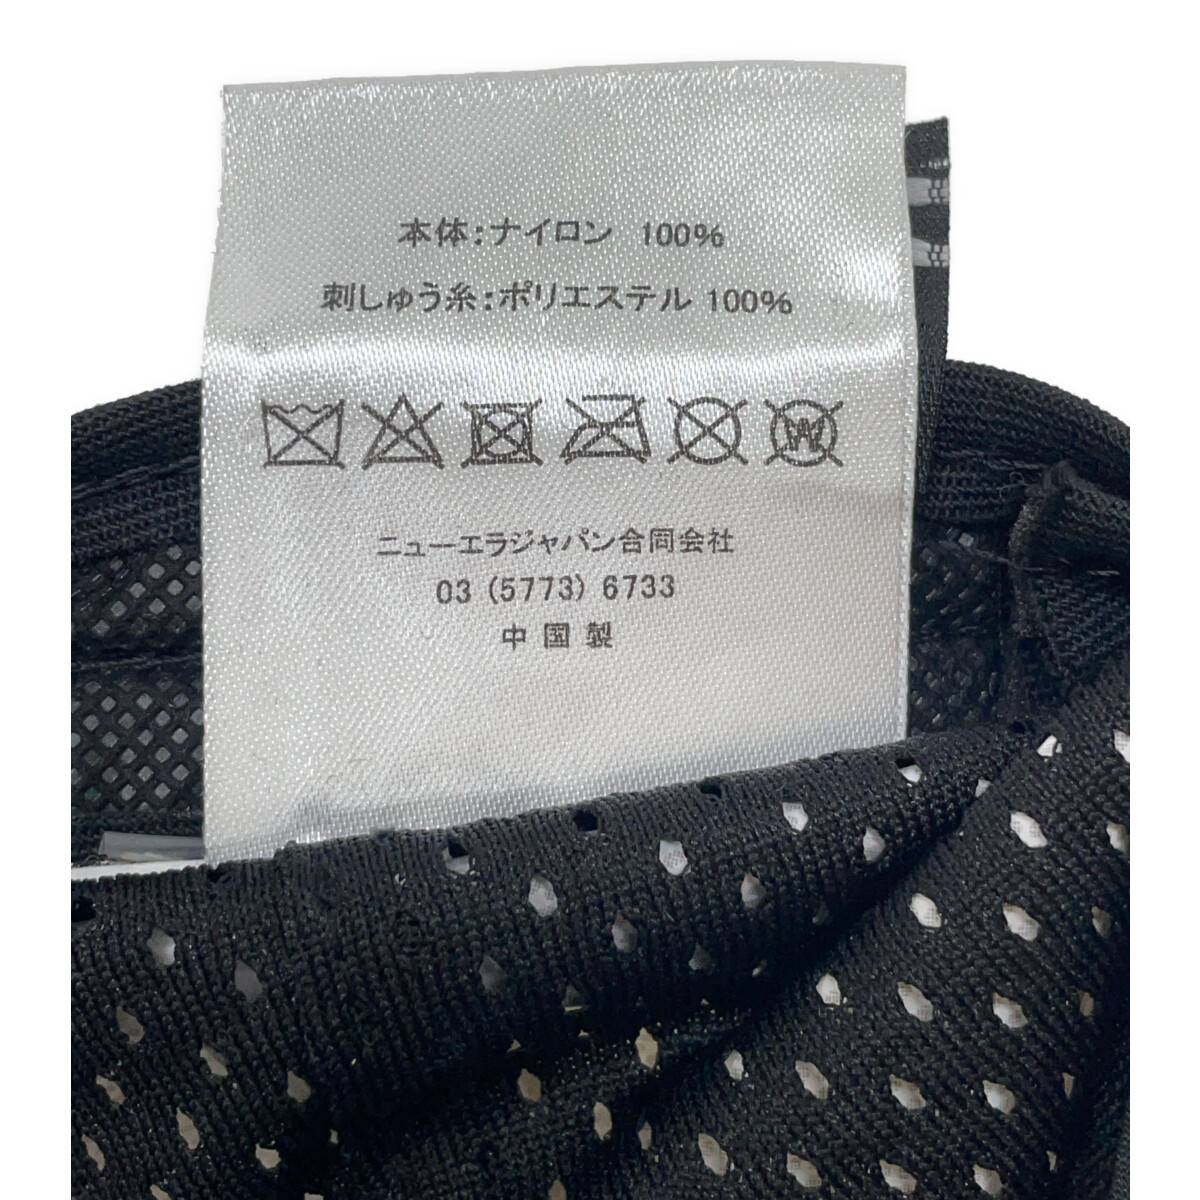 本体:ナイロン 100%
刺しゅう糸:ポリエステル 100%
W
ニューエラジャパン合同会社
03 (5773) 6733
中国製